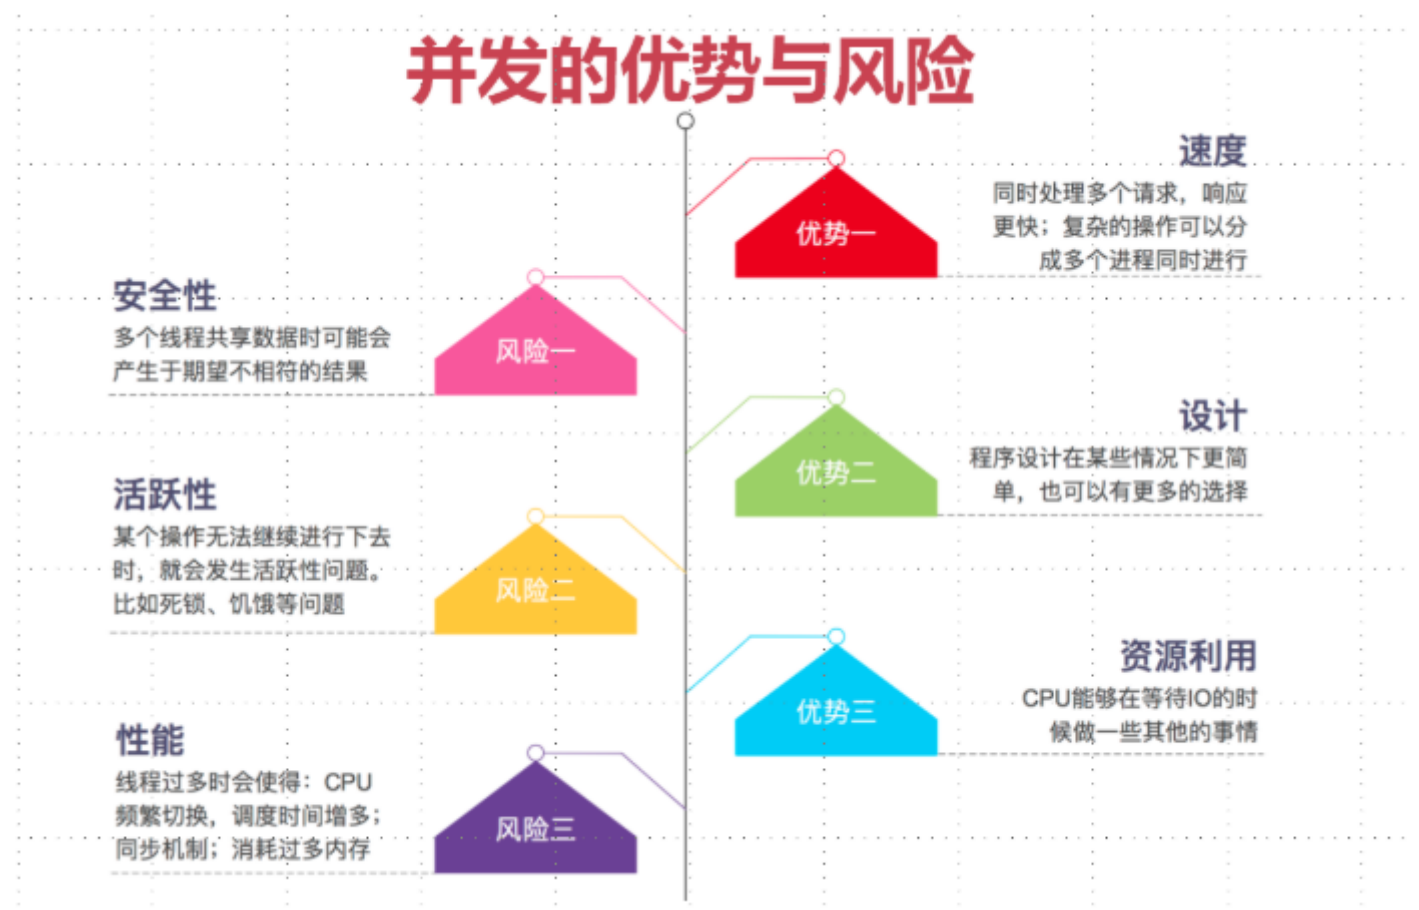 并发的优势与风险
速度
同时处理多个请求，响应
更快；复杂的操作可以分
成多个进程同时进行
优势一
安全性
多个线程共享数据时可能会
产生于期望不相符的结果
风险一
设计
程序设计在某些情况下更简
单，也可以有更多的选择
优势二
活跃性
某个操作无法继续进行下去
时，就会发生活跃性问题。
比如死锁、饥饿等问题
风险二
资源利用
CPU能够在等待IO的时
候做一些其他的事情
优势三
性能
线程过多时会使得：CPU
频繁切换，调度时间增多；
同步机制；消耗过多内存
风险三